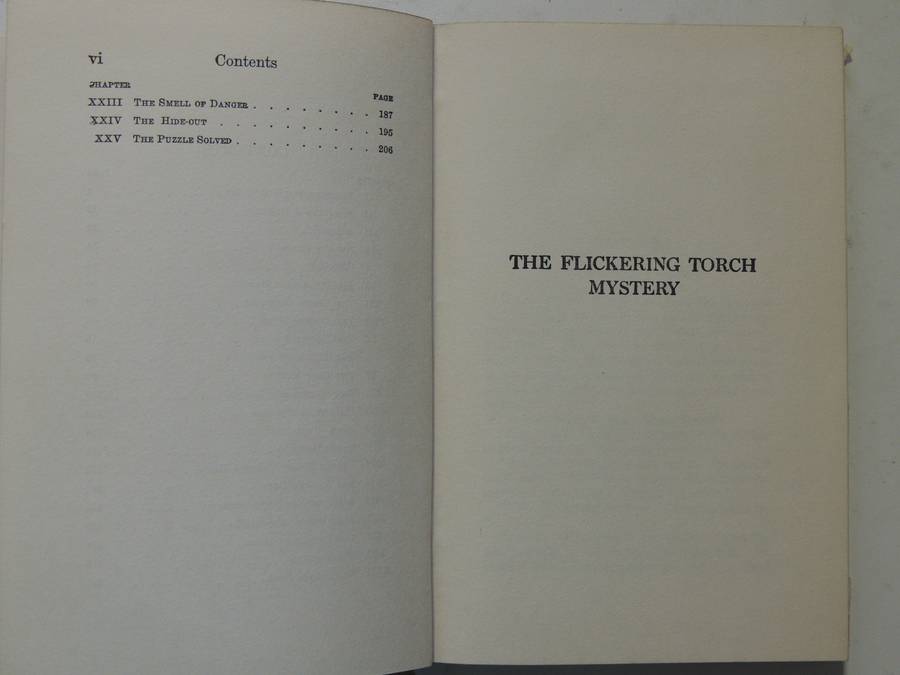 vi Contents
CHAPTER PAGE
XXIII The Smell of Danger . . . . . . . . 187
XXIV The Hide-out . . . . . . . . . . 195
XXV The Puzzle Solved . . . . . . . . . 206
THE FLICKERING TORCH
MYSTERY